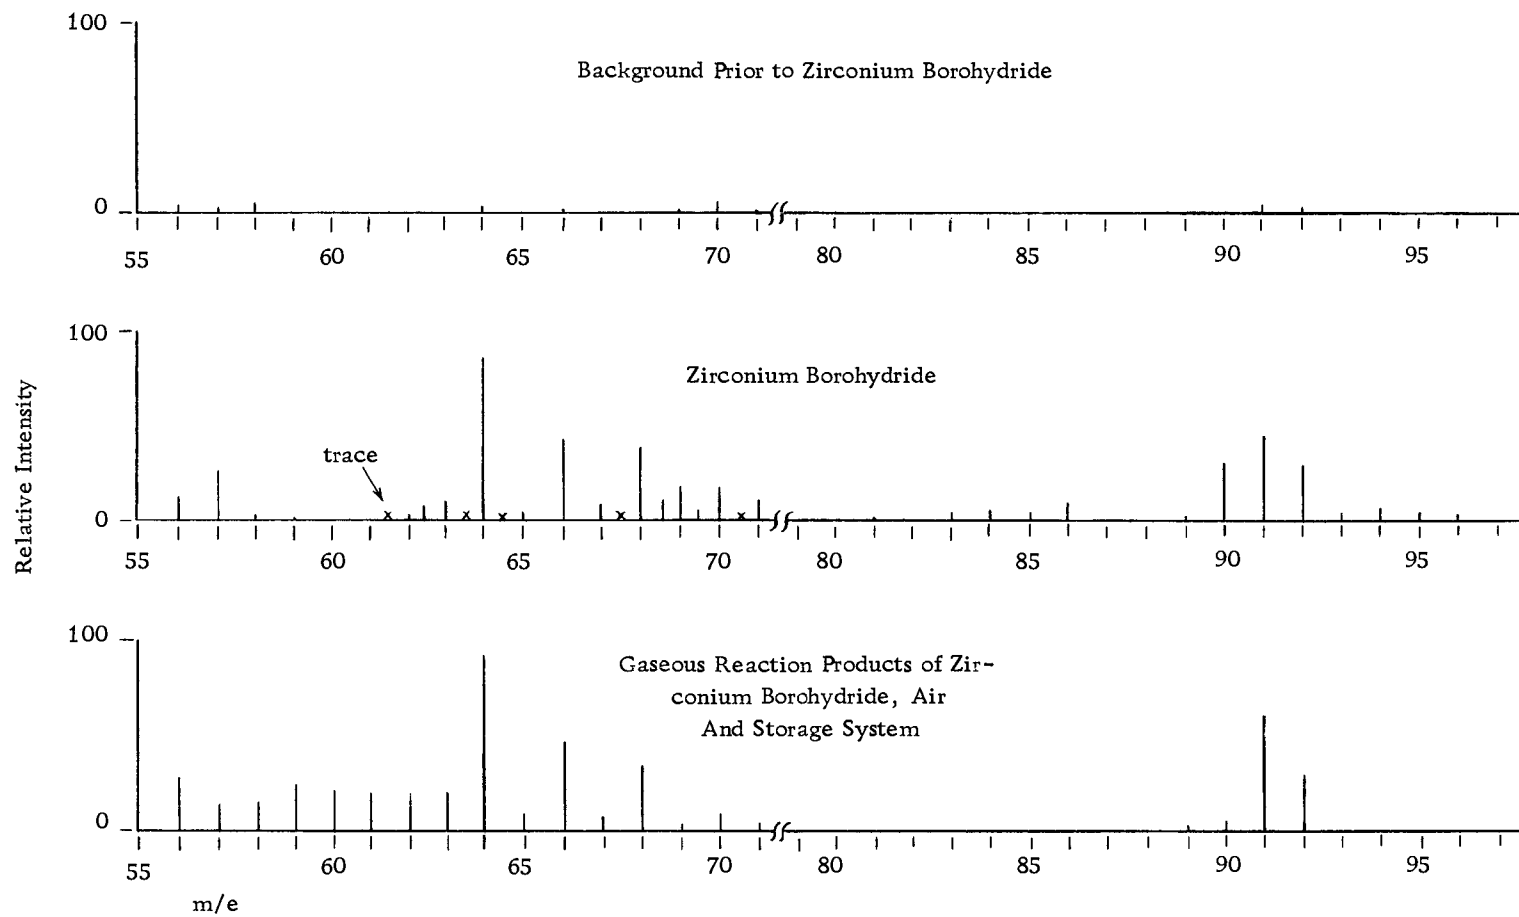 100
Background Prior to Zirconium Borohydride
0
55 60 65 70 80 85 90 95
100
Zirconium Borohydride
trace
x x x x x
0
55 60 65 70 80 85 90 95
Relative Intensity
100
Gaseous Reaction Products of Zir-
conium Borohydride, Air
And Storage System
0
55 60 65 70 80 85 90 95
m/e